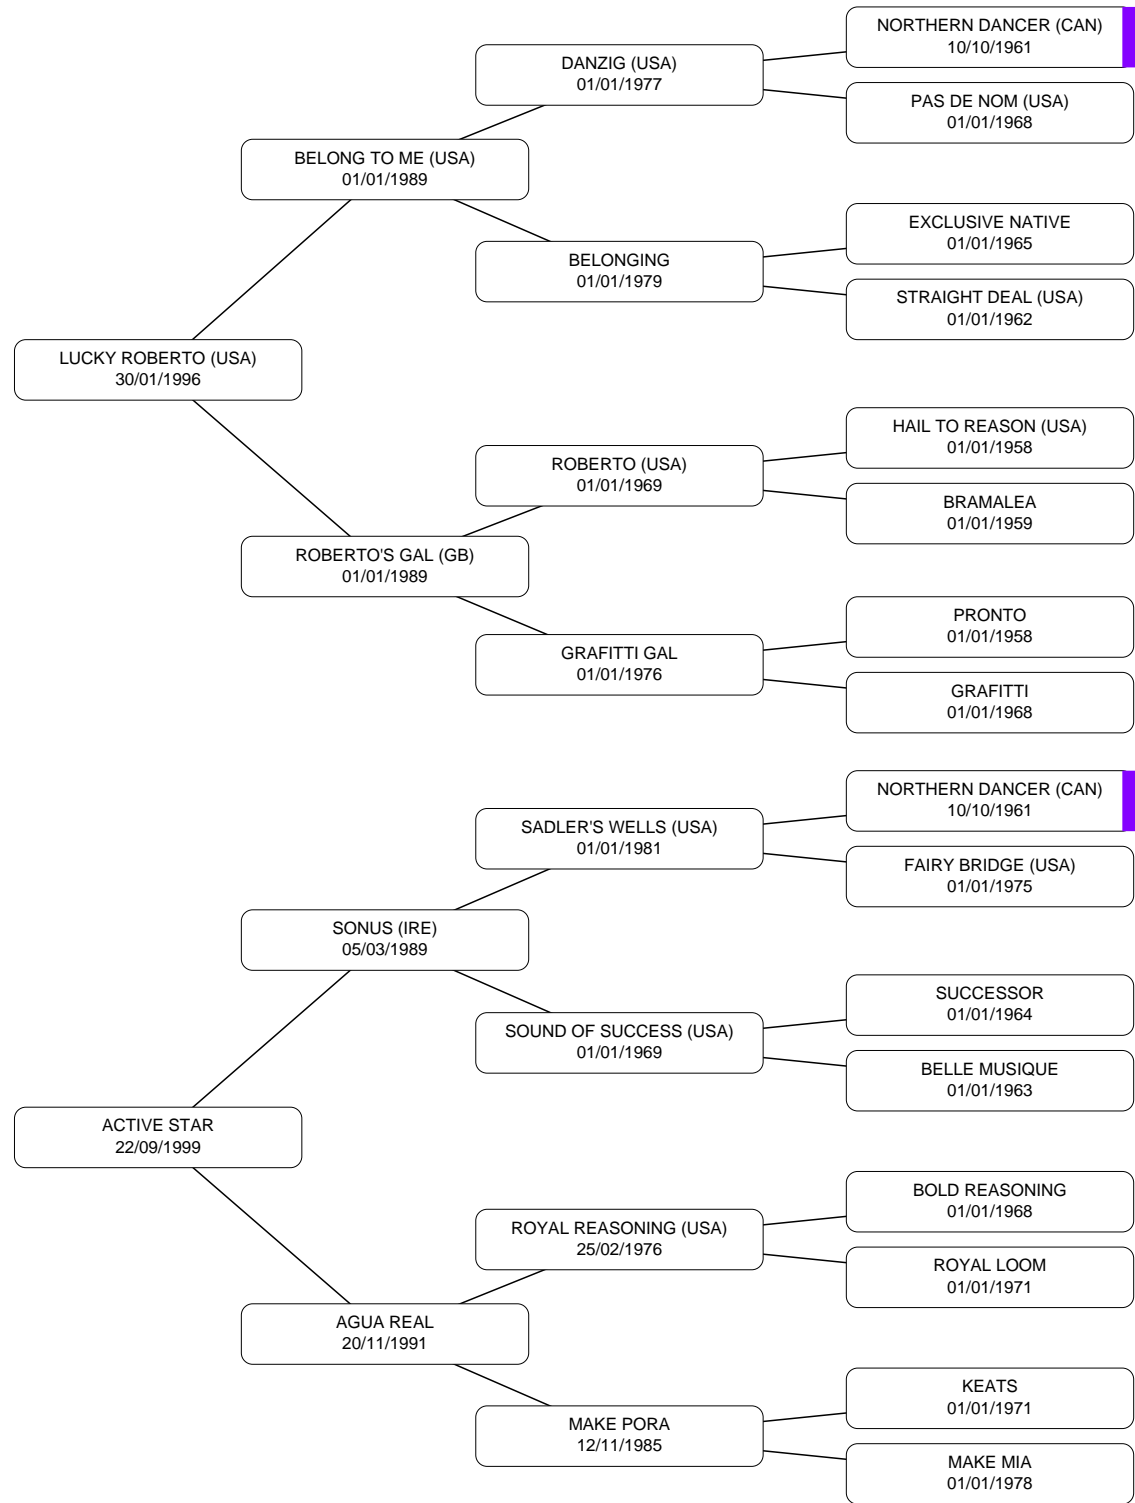 NORTHERN DANCER (CAN)
10/10/1961
DANZIG (USA)
01/01/1977
PAS DE NOM (USA)
01/01/1968
BELONG TO ME (USA)
01/01/1989
EXCLUSIVE NATIVE
01/01/1965
BELONGING
01/01/1979
STRAIGHT DEAL (USA)
01/01/1962
LUCKY ROBERTO (USA)
30/01/1996
HAIL TO REASON (USA)
01/01/1958
ROBERTO (USA)
01/01/1969
BRAMALEA
01/01/1959
ROBERTO'S GAL (GB)
01/01/1989
PRONTO
01/01/1958
GRAFITTI GAL
01/01/1976
GRAFITTI
01/01/1968
NORTHERN DANCER (CAN)
10/10/1961
SADLER'S WELLS (USA)
01/01/1981
FAIRY BRIDGE (USA)
01/01/1975
SONUS (IRE)
05/03/1989
SUCCESSOR
01/01/1964
SOUND OF SUCCESS (USA)
01/01/1969
BELLE MUSIQUE
01/01/1963
ACTIVE STAR
22/09/1999
BOLD REASONING
01/01/1968
ROYAL REASONING (USA)
25/02/1976
ROYAL LOOM
01/01/1971
AGUA REAL
20/11/1991
KEATS
01/01/1971
MAKE PORA
12/11/1985
MAKE MIA
01/01/1978